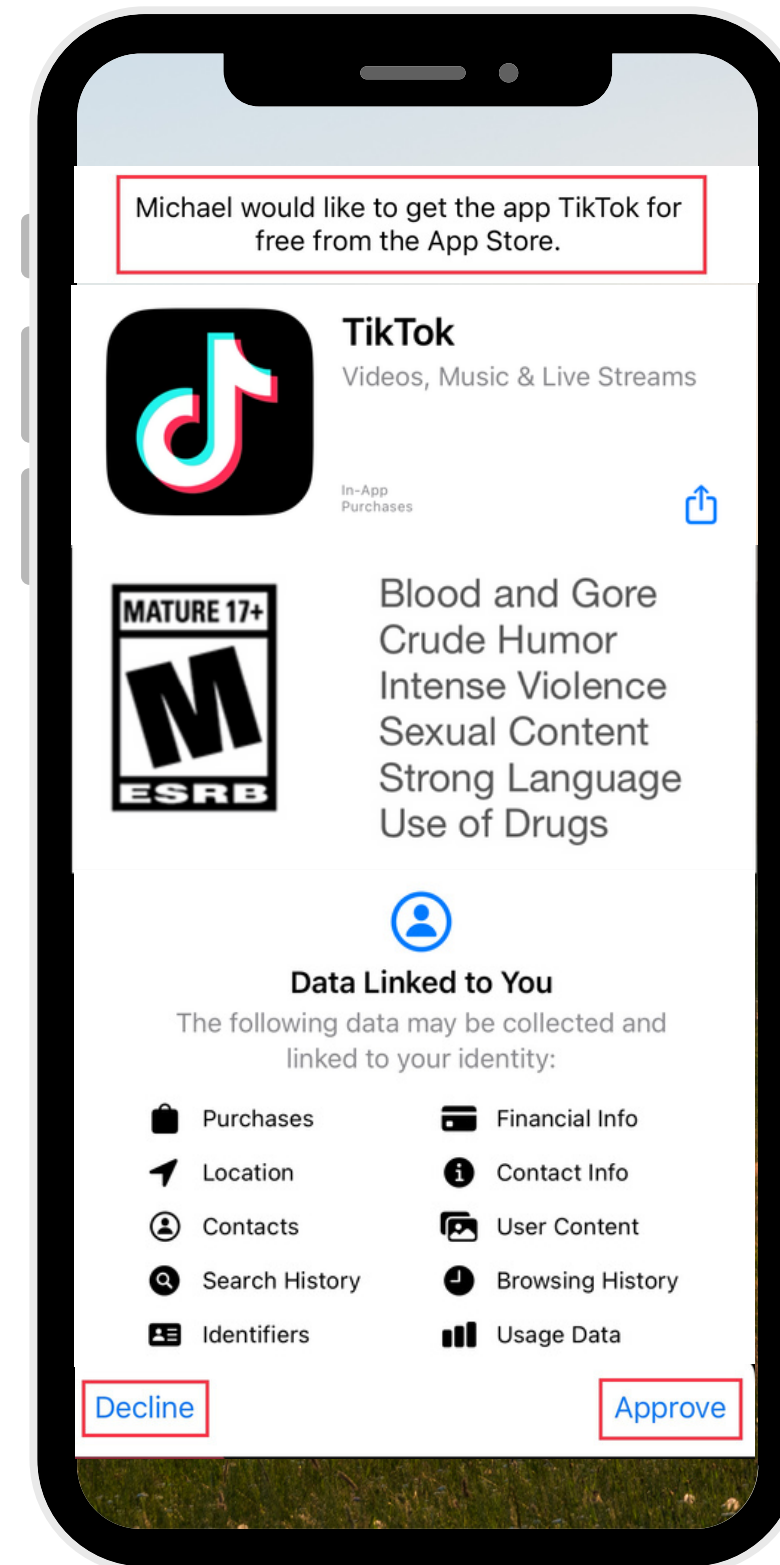 Michael would like to get the app TikTok for
free from the App Store.
TikTok
Videos, Music & Live Streams
In-App
Purchases
MATURE 17+
M
ESRB
Blood and Gore
Crude Humor
Intense Violence
Sexual Content
Strong Language
Use of Drugs
Data Linked to You
The following data may be collected and
linked to your identity:
Purchases
Financial Info
Location
Contact Info
Contacts
User Content
Search History
Browsing History
Identifiers
Usage Data
Decline
Approve